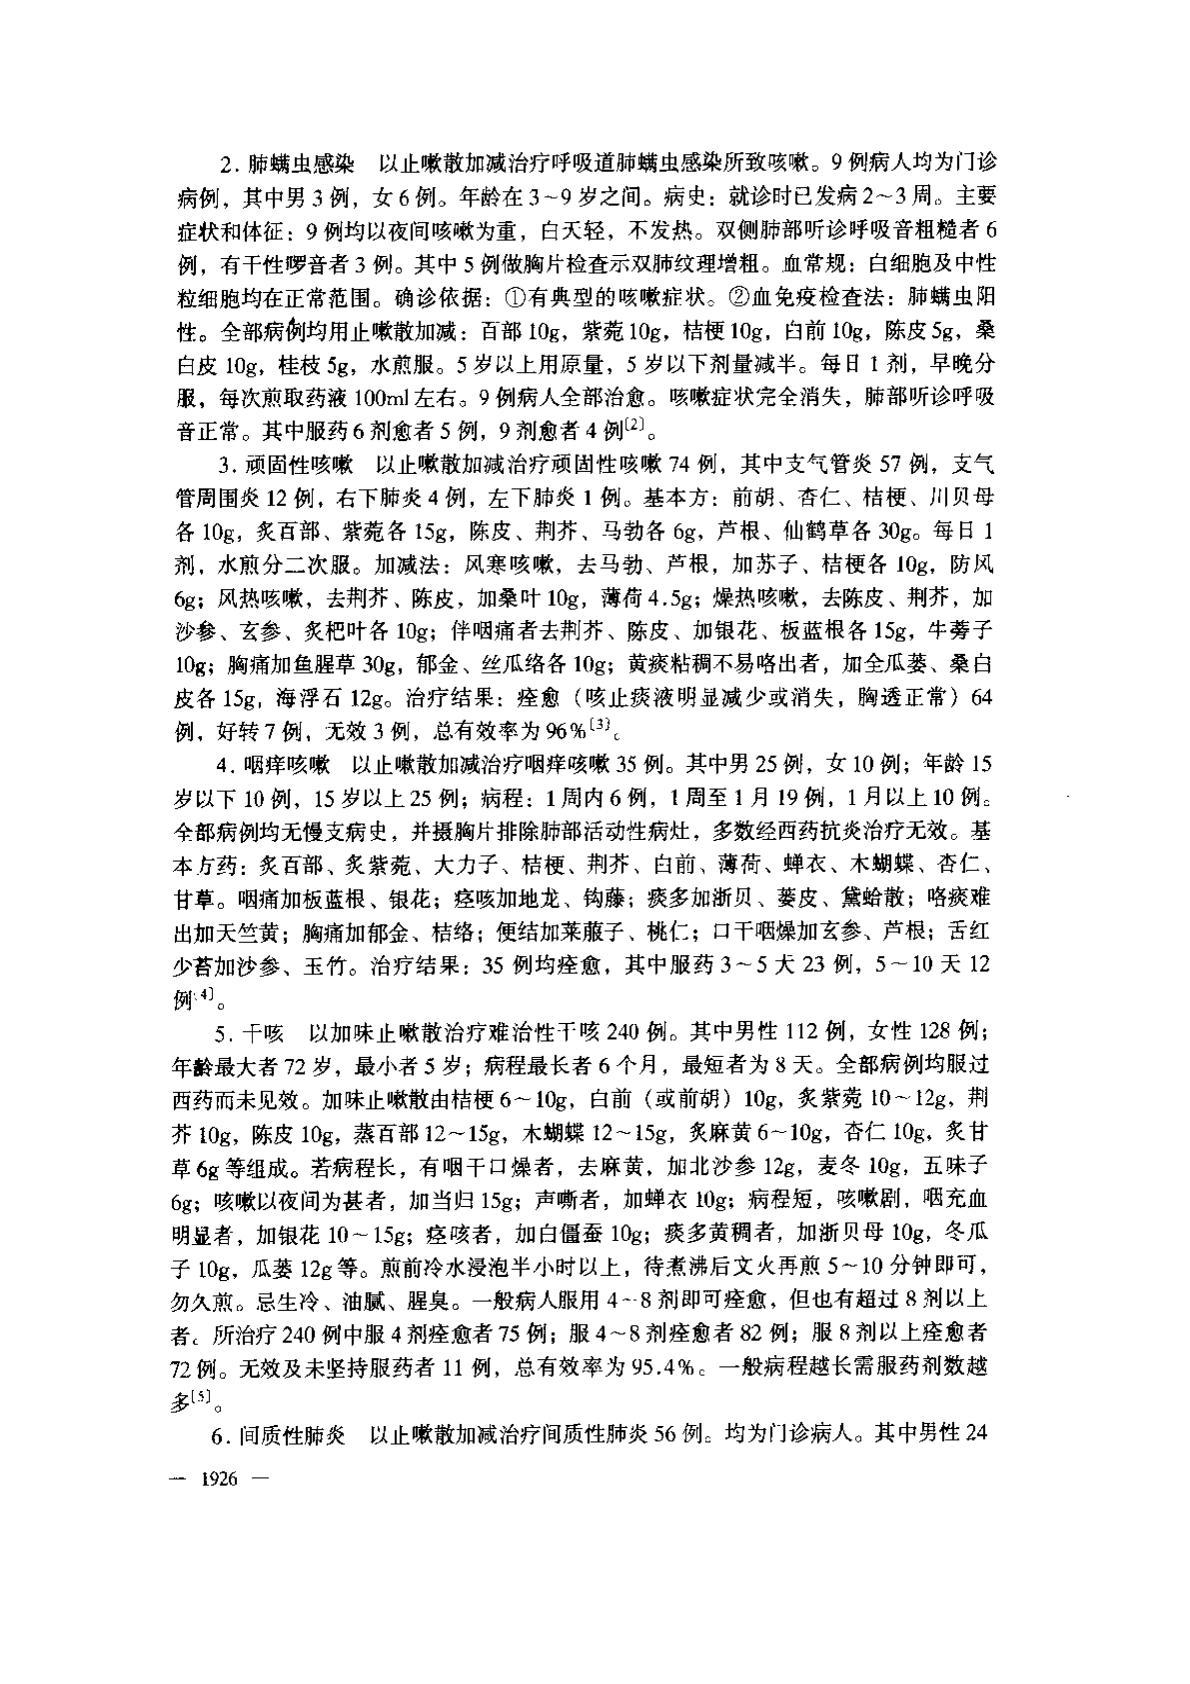 2. 肺螨虫感染　以止嗽散加减治疗呼吸道肺螨虫感染所致咳嗽。9 例病人均为门诊
病例，其中男 3 例，女 6 例。年龄在 3～9 岁之间。病史：就诊时已发病 2～3 周。主要
症状和体征：9 例均以夜间咳嗽为重，白天轻，不发热。双侧肺部听诊呼吸音粗糙者 6
例，有干性啰音者 3 例。其中 5 例做胸片检查示双肺纹理增粗。血常规：白细胞及中性
粒细胞均在正常范围。确诊依据：①有典型的咳嗽症状。②血免疫检查法：肺螨虫阳
性。全部病例均用止嗽散加减：百部 10g，紫菀 10g，桔梗 10g，白前 10g，陈皮 5g，桑
白皮 10g，桂枝 5g，水煎服。5 岁以上用原量，5 岁以下剂量减半。每日 1 剂，早晚分
服，每次煎取药液 100ml 左右。9 例病人全部治愈。咳嗽症状完全消失，肺部听诊呼吸
音正常。其中服药 6 剂愈者 5 例，9 剂愈者 4 例〔2〕。
3. 顽固性咳嗽　以止嗽散加减治疗顽固性咳嗽 74 例，其中支气管炎 57 例，支气
管周围炎 12 例，右下肺炎 4 例，左下肺炎 1 例。基本方：前胡、杏仁、桔梗、川贝母
各 10g，炙百部、紫菀各 15g，陈皮、荆芥、马勃各 6g，芦根、仙鹤草各 30g。每日 1
剂，水煎分二次服。加减法：风寒咳嗽，去马勃、芦根，加苏子、桔梗各 10g，防风
6g；风热咳嗽，去荆芥、陈皮，加桑叶 10g，薄荷 4.5g；燥热咳嗽，去陈皮、荆芥，加
沙参、玄参、炙杷叶各 10g；伴咽痛者去荆芥、陈皮、加银花、板蓝根各 15g，牛蒡子
10g；胸痛加鱼腥草 30g，郁金、丝瓜络各 10g；黄痰粘稠不易咯出者，加全瓜蒌、桑白
皮各 15g，海浮石 12g。治疗结果：痊愈（咳止痰液明显减少或消失，胸透正常）64
例，好转 7 例，无效 3 例，总有效率为 96%〔3〕。
4. 咽痒咳嗽　以止嗽散加减治疗咽痒咳嗽 35 例。其中男 25 例，女 10 例；年龄 15
岁以下 10 例，15 岁以上 25 例；病程：1 周内 6 例，1 周至 1 月 19 例，1 月以上 10 例。
全部病例均无慢支病史，并摄胸片排除肺部活动性病灶，多数经西药抗炎治疗无效。基
本方药：炙百部、炙紫菀、大力子、桔梗、荆芥、白前、薄荷、蝉衣、木蝴蝶、杏仁、
甘草。咽痛加板蓝根、银花；痉咳加地龙、钩藤；痰多加浙贝、蒌皮、黛蛤散；咯痰难
出加天竺黄；胸痛加郁金、桔络；便结加莱菔子、桃仁；口干咽燥加玄参、芦根；舌红
少苔加沙参、玉竹。治疗结果：35 例均痊愈，其中服药 3～5 天 23 例，5～10 天 12
例〔4〕。
5. 干咳　以加味止嗽散治疗难治性干咳 240 例。其中男性 112 例，女性 128 例；
年龄最大者 72 岁，最小者 5 岁；病程最长者 6 个月，最短者为 8 天。全部病例均服过
西药而未见效。加味止嗽散由桔梗 6～10g，白前（或前胡）10g，炙紫菀 10～12g，荆
芥 10g，陈皮 10g，蒸百部 12～15g，木蝴蝶 12～15g，炙麻黄 6～10g，杏仁 10g，炙甘
草 6g 等组成。若病程长，有咽干口燥者，去麻黄，加北沙参 12g，麦冬 10g，五味子
6g；咳嗽以夜间为甚者，加当归 15g；声嘶者，加蝉衣 10g；病程短，咳嗽剧，咽充血
明显者，加银花 10～15g；痉咳者，加白僵蚕 10g；痰多黄稠者，加浙贝母 10g，冬瓜
子 10g，瓜蒌 12g 等。煎前冷水浸泡半小时以上，待煮沸后文火再煎 5～10 分钟即可，
勿久煎。忌生冷、油腻、腥臭。一般病人服用 4～8 剂即可痊愈，但也有超过 8 剂以上
者。所治疗 240 例中服 4 剂痊愈者 75 例；服 4～8 剂痊愈者 82 例；服 8 剂以上痊愈者
72 例。无效及未坚持服药者 11 例，总有效率为 95.4%。一般病程越长需服药剂数越
多〔5〕。
6. 间质性肺炎　以止嗽散加减治疗间质性肺炎 56 例。均为门诊病人。其中男性 24
— 1926 —